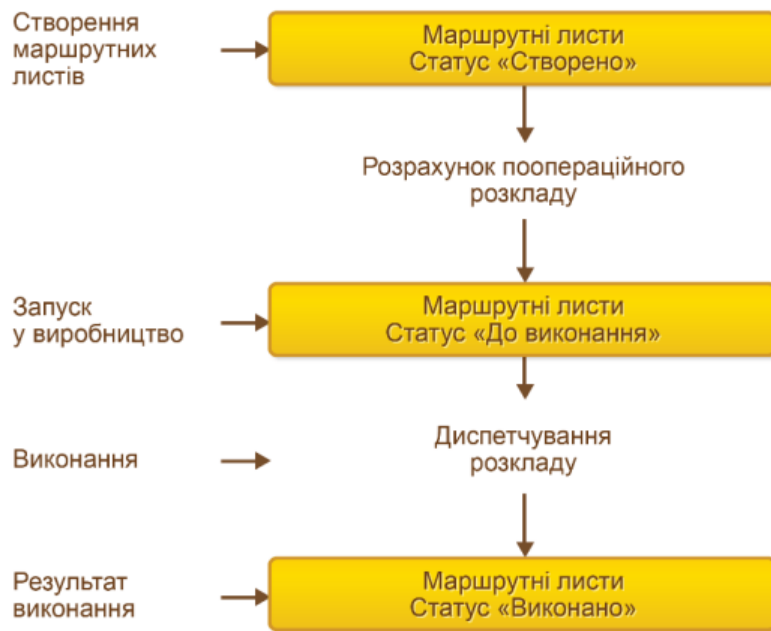 Створення
маршрутних
листів
Маршрутні листи
Статус «Створено»
Розрахунок поопераційного
розкладу
Запуск
у виробництво
Маршрутні листи
Статус «До виконання»
Виконання
Диспетчування
розкладу
Результат
виконання
Маршрутні листи
Статус «Виконано»